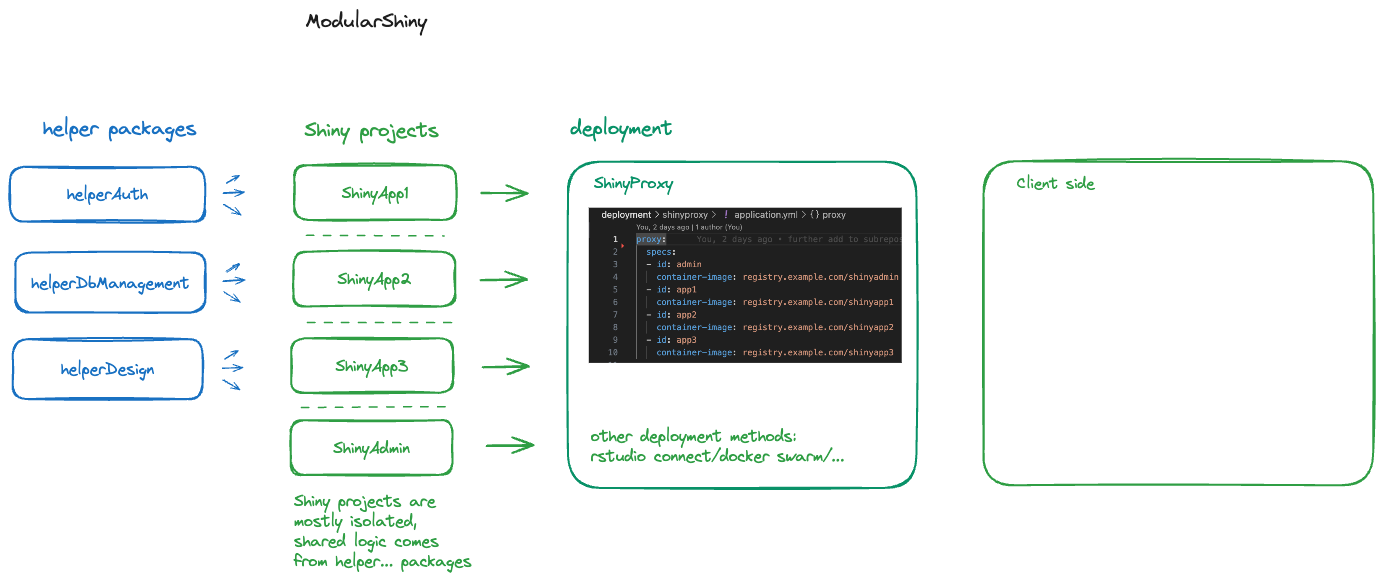 ModularShiny
helper packages
helperAuth
helperDbManagement
helperDesign
Shiny projects
ShinyApp1
ShinyApp2
ShinyApp3
ShinyAdmin
Shiny projects are
mostly isolated,
shared logic comes
from helper... packages
deployment
ShinyProxy
deployment > shinyproxy > ! application.yml > {} proxy
You, 2 days ago | 1 author (You)
1 proxy: You, 2 days ago • further add to subrepos
2 specs:
3 - id: admin
4 container-image: registry.example.com/shinyadmin
5 - id: app1
6 container-image: registry.example.com/shinyapp1
7 - id: app2
8 container-image: registry.example.com/shinyapp2
9 - id: app3
10 container-image: registry.example.com/shinyapp3
other deployment methods:
rstudio connect/docker swarm/...
Client side